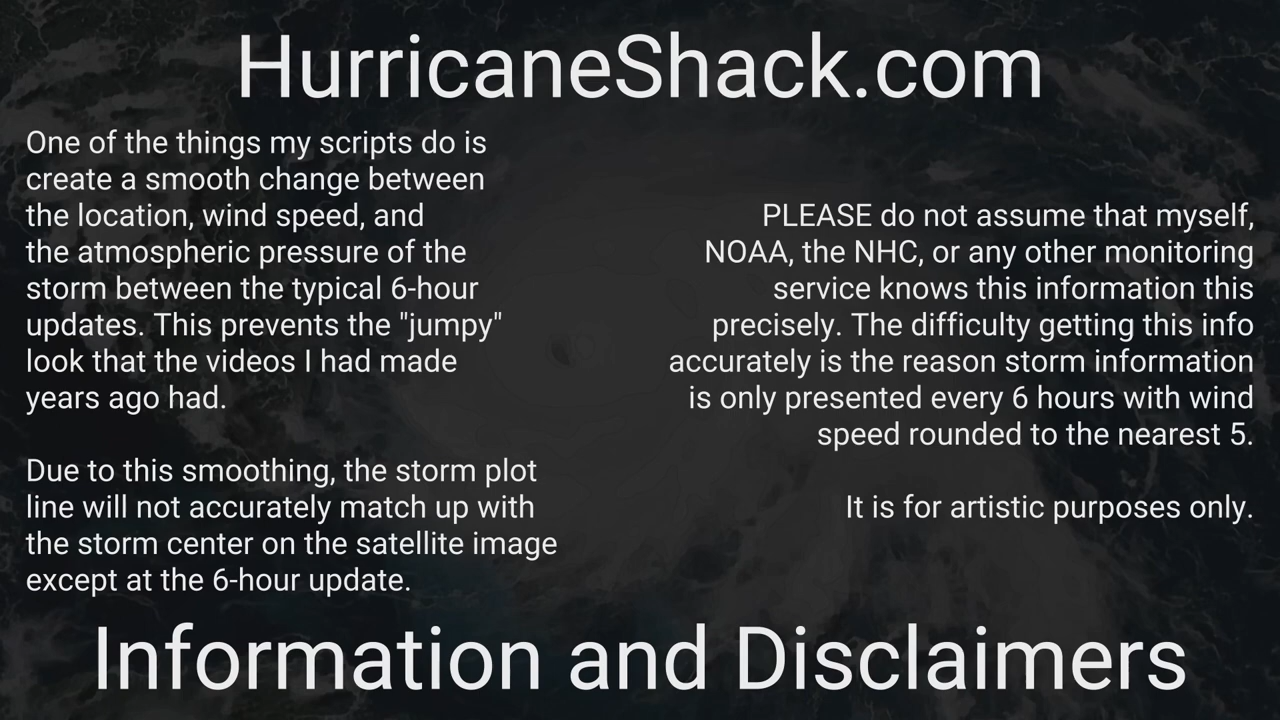 HurricaneShack.com
One of the things my scripts do is
create a smooth change between
the location, wind speed, and
the atmospheric pressure of the
storm between the typical 6-hour
updates. This prevents the "jumpy"
look that the videos I had made
years ago had.
Due to this smoothing, the storm plot
line will not accurately match up with
the storm center on the satellite image
except at the 6-hour update.
PLEASE do not assume that myself,
NOAA, the NHC, or any other monitoring
service knows this information this
precisely. The difficulty getting this info
accurately is the reason storm information
is only presented every 6 hours with wind
speed rounded to the nearest 5.
It is for artistic purposes only.
Information and Disclaimers